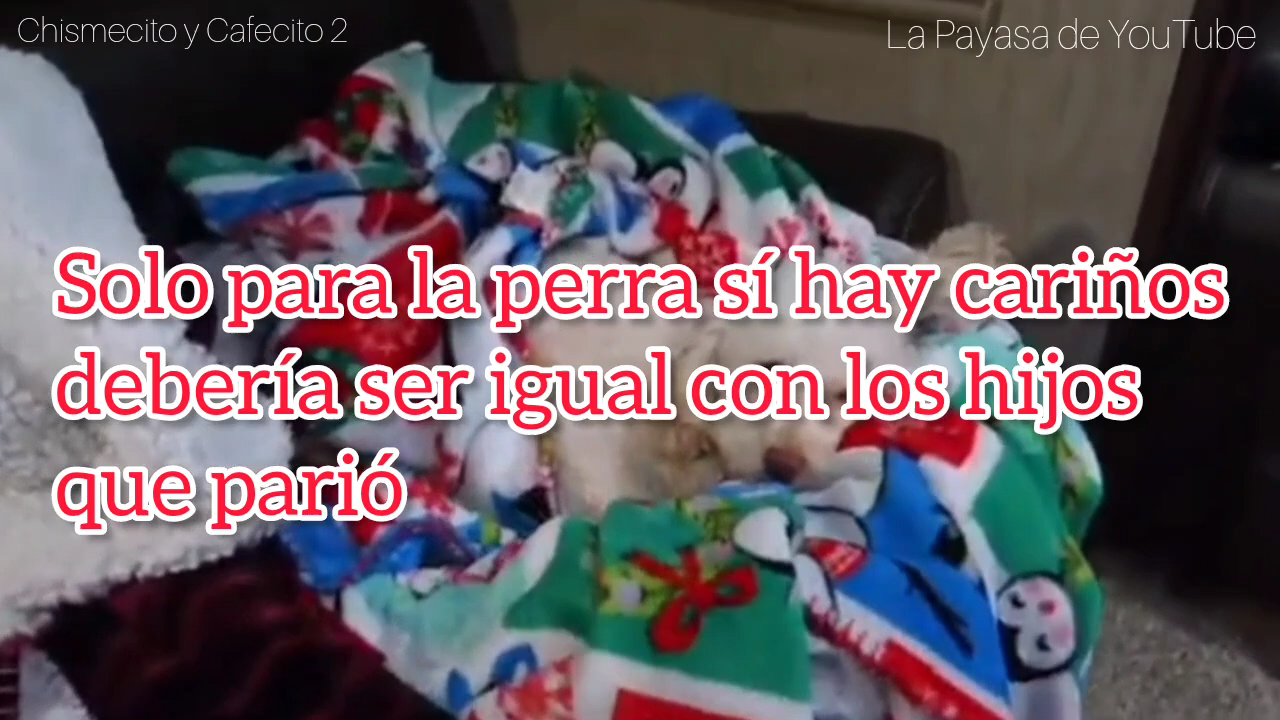 Chismecito y Cafecito 2
La Payasa de YouTube
Solo para la perra sí hay cariños
debería ser igual con los hijos
que parió